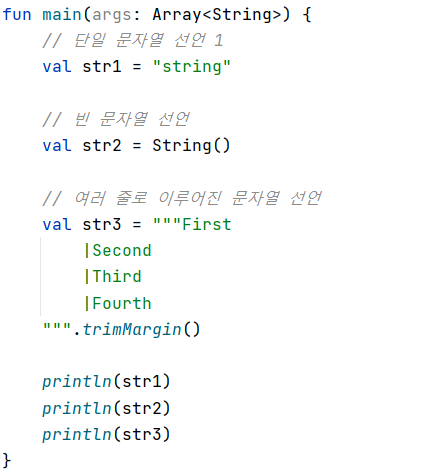 fun main(args: Array<String>) {
    // 단일 문자열 선언 1
    val str1 = "string"

    // 빈 문자열 선언
    val str2 = String()

    // 여러 줄로 이루어진 문자열 선언
    val str3 = """First
        |Second
        |Third
        |Fourth
    """.trimMargin()

    println(str1)
    println(str2)
    println(str3)
}